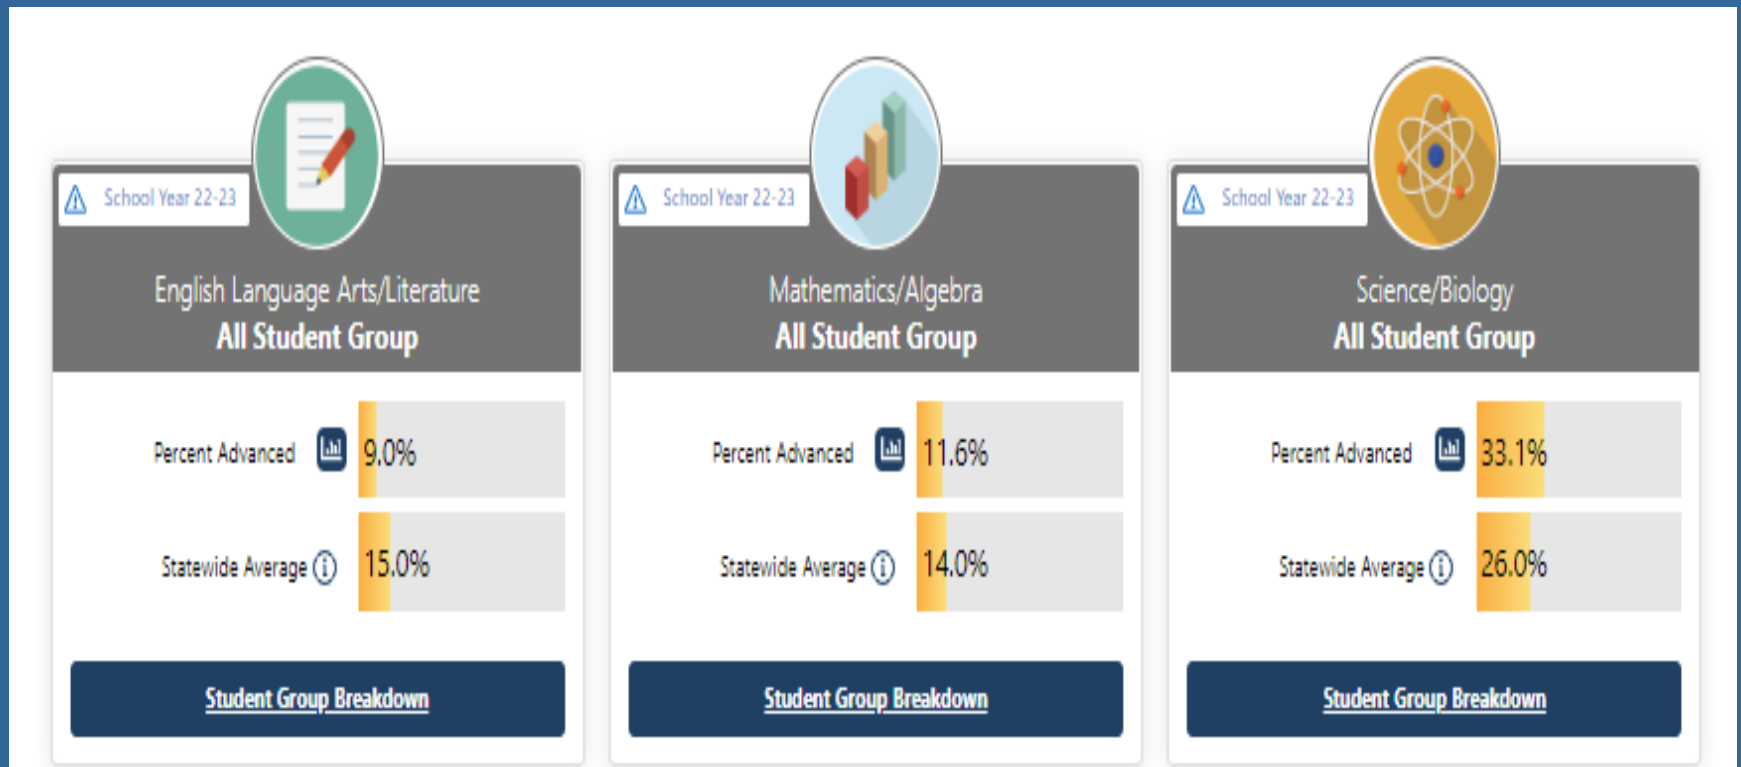 School Year 22-23
English Language Arts/Literature
All Student Group
Percent Advanced
9.0%
Statewide Average
15.0%
Student Group Breakdown
School Year 22-23
Mathematics/Algebra
All Student Group
Percent Advanced
11.6%
Statewide Average
14.0%
Student Group Breakdown
School Year 22-23
Science/Biology
All Student Group
Percent Advanced
33.1%
Statewide Average
26.0%
Student Group Breakdown